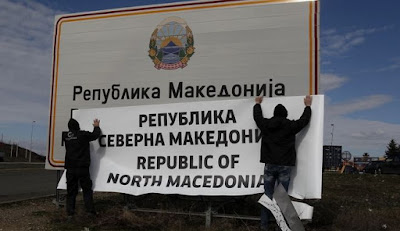 Република Македонија
РЕПУБЛИКА
СЕВЕРНА МАКЕДОНИ
REPUBLIC OF
NORTH MACEDONIA